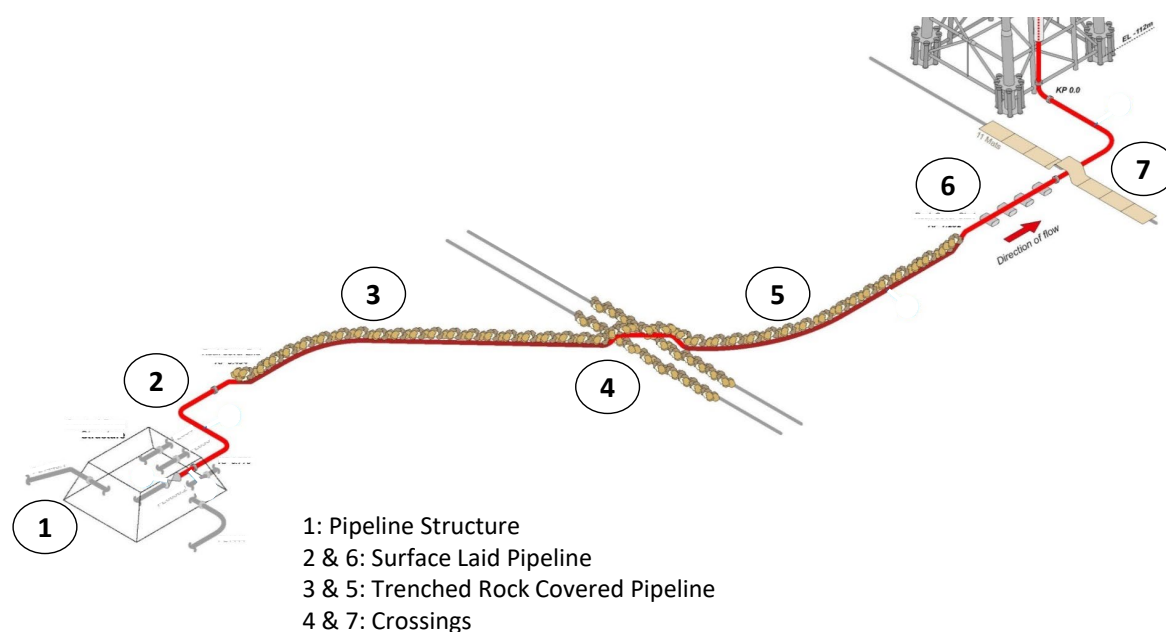 EL -112m
KP 0.0
11 Mats
7
6
Direction of flow
3
5
4
2
1
1: Pipeline Structure
2 & 6: Surface Laid Pipeline
3 & 5: Trenched Rock Covered Pipeline
4 & 7: Crossings